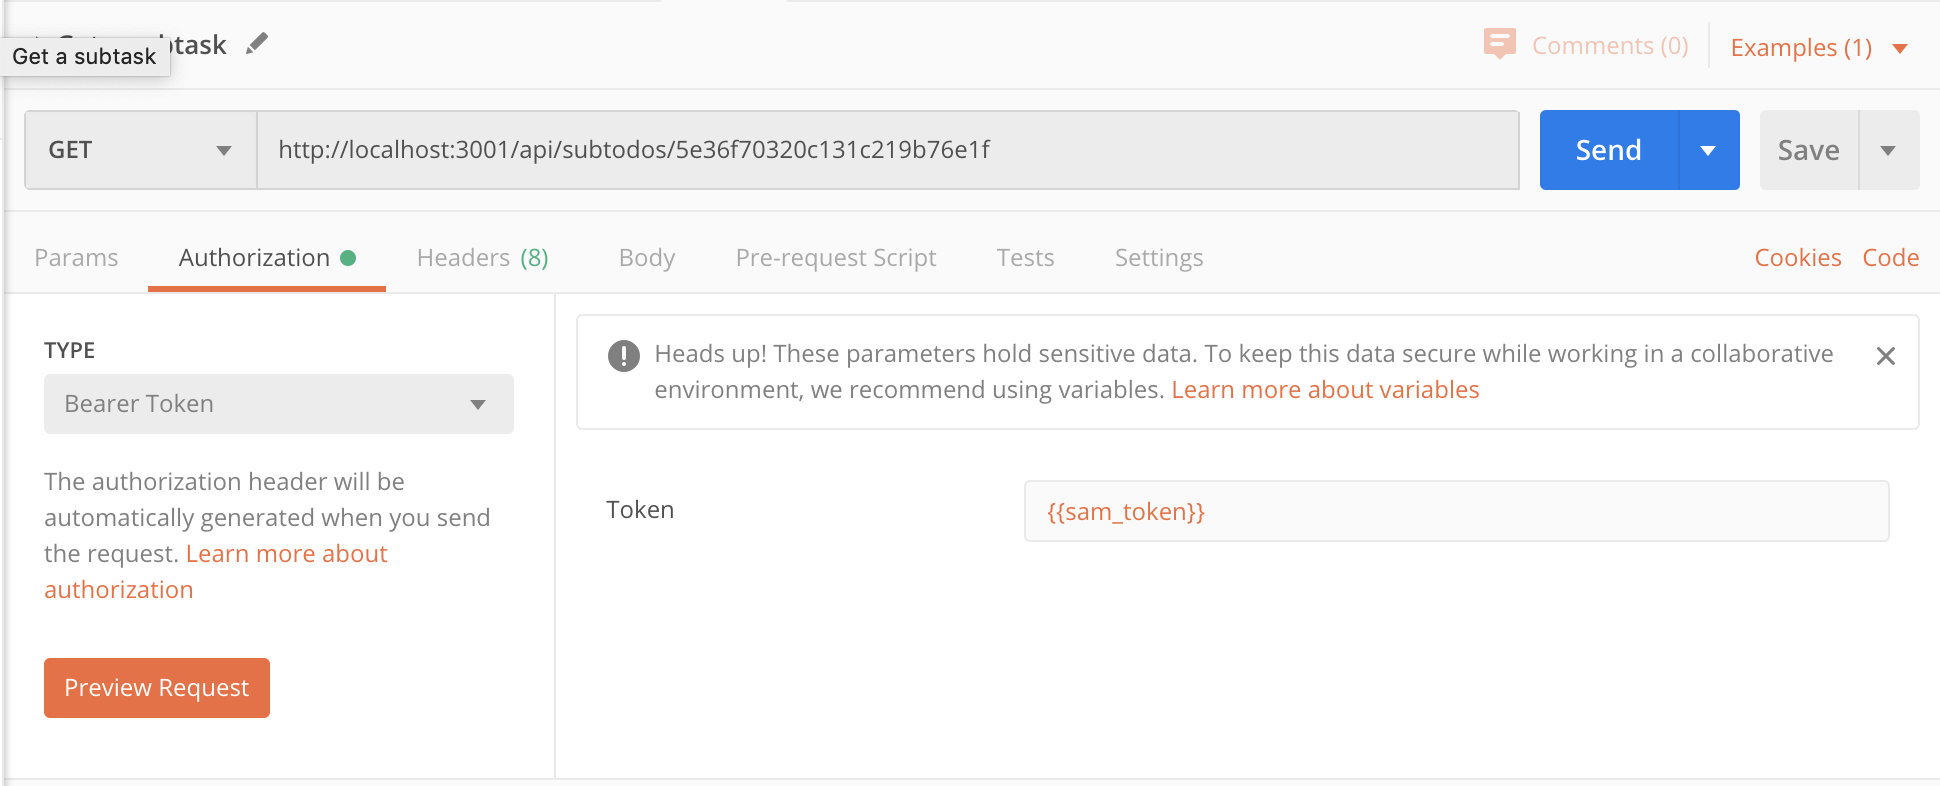 Get a subtask
btask
Comments (0)
Examples (1)
GET
http://localhost:3001/api/subtodos/5e36f70320c131c219b76e1f
Send
Save
Params
Authorization
Headers (8)
Body
Pre-request Script
Tests
Settings
Cookies
Code
TYPE
Bearer Token
The authorization header will be
automatically generated when you send
the request. Learn more about
authorization
Preview Request
Heads up! These parameters hold sensitive data. To keep this data secure while working in a collaborative
environment, we recommend using variables. Learn more about variables
Token
{{sam_token}}